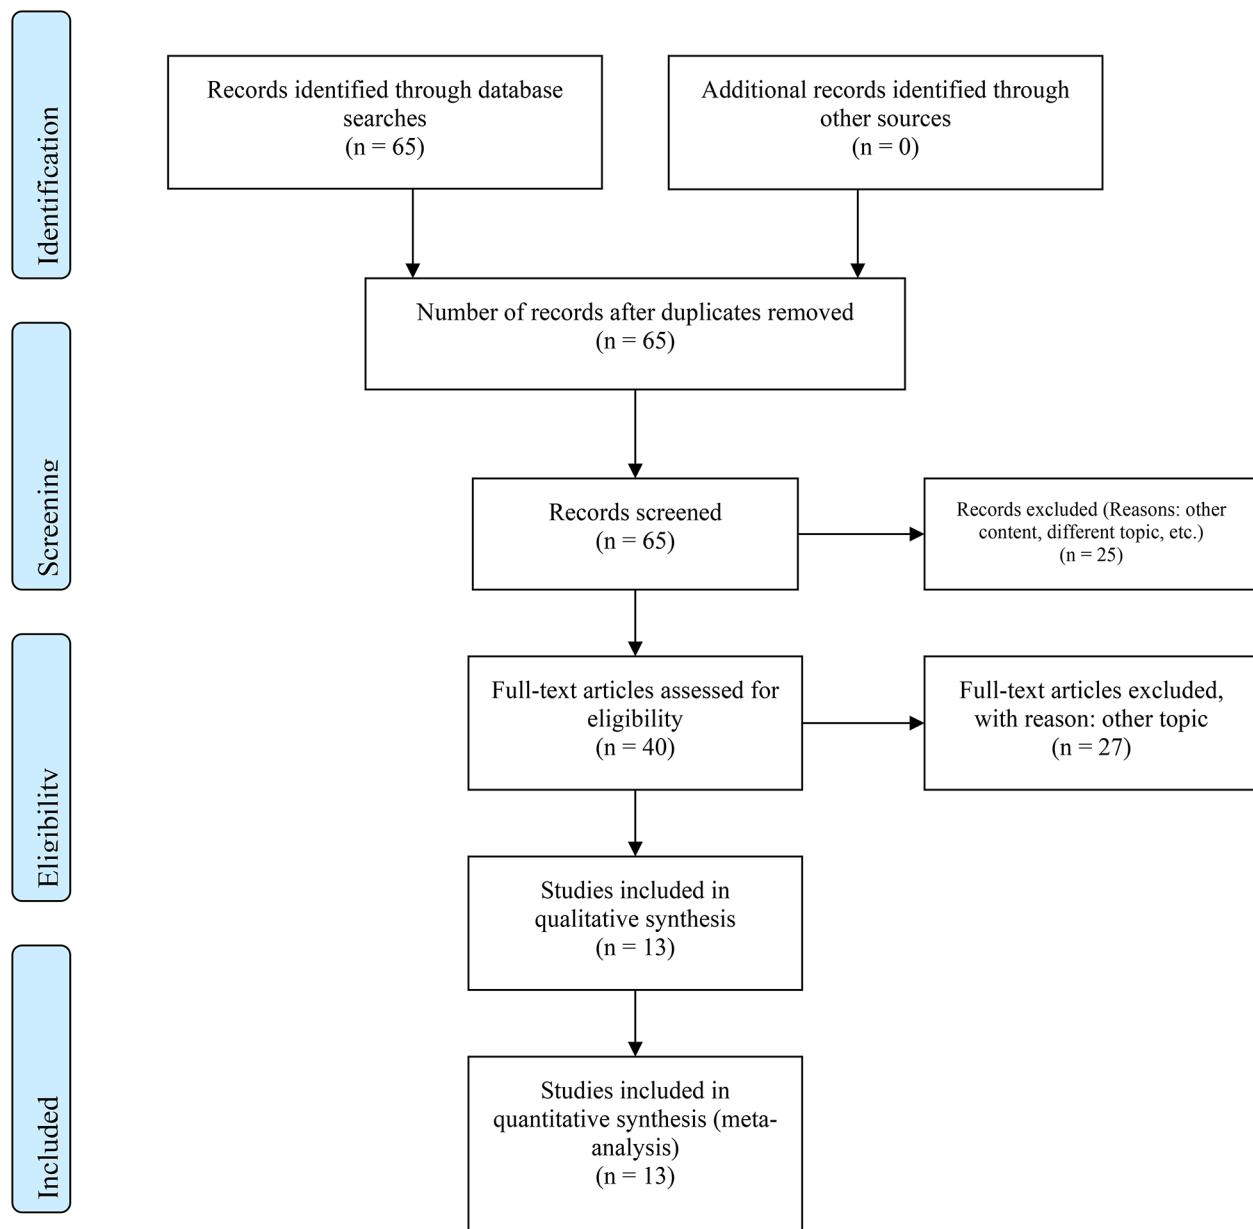 Identification
Records identified through database
searches
(n = 65)
Additional records identified through
other sources
(n = 0)
Number of records after duplicates removed
(n = 65)
Screening
Records screened
(n = 65)
Records excluded (Reasons: other
content, different topic, etc.)
(n = 25)
Eligibility
Full-text articles assessed for
eligibility
(n = 40)
Full-text articles excluded,
with reason: other topic
(n = 27)
Studies included in
qualitative synthesis
(n = 13)
Included
Studies included in
quantitative synthesis (meta-
analysis)
(n = 13)